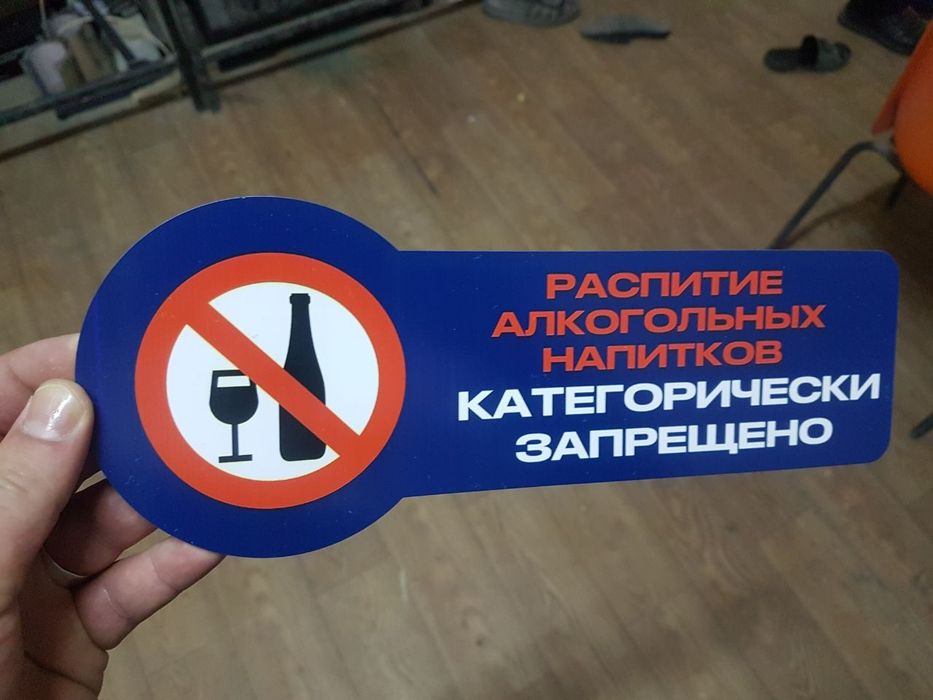 РАСПИТИЕ
АЛКОГОЛЬНЫХ
НАПИТКОВ
КАТЕГОРИЧЕСКИ
ЗАПРЕЩЕНО